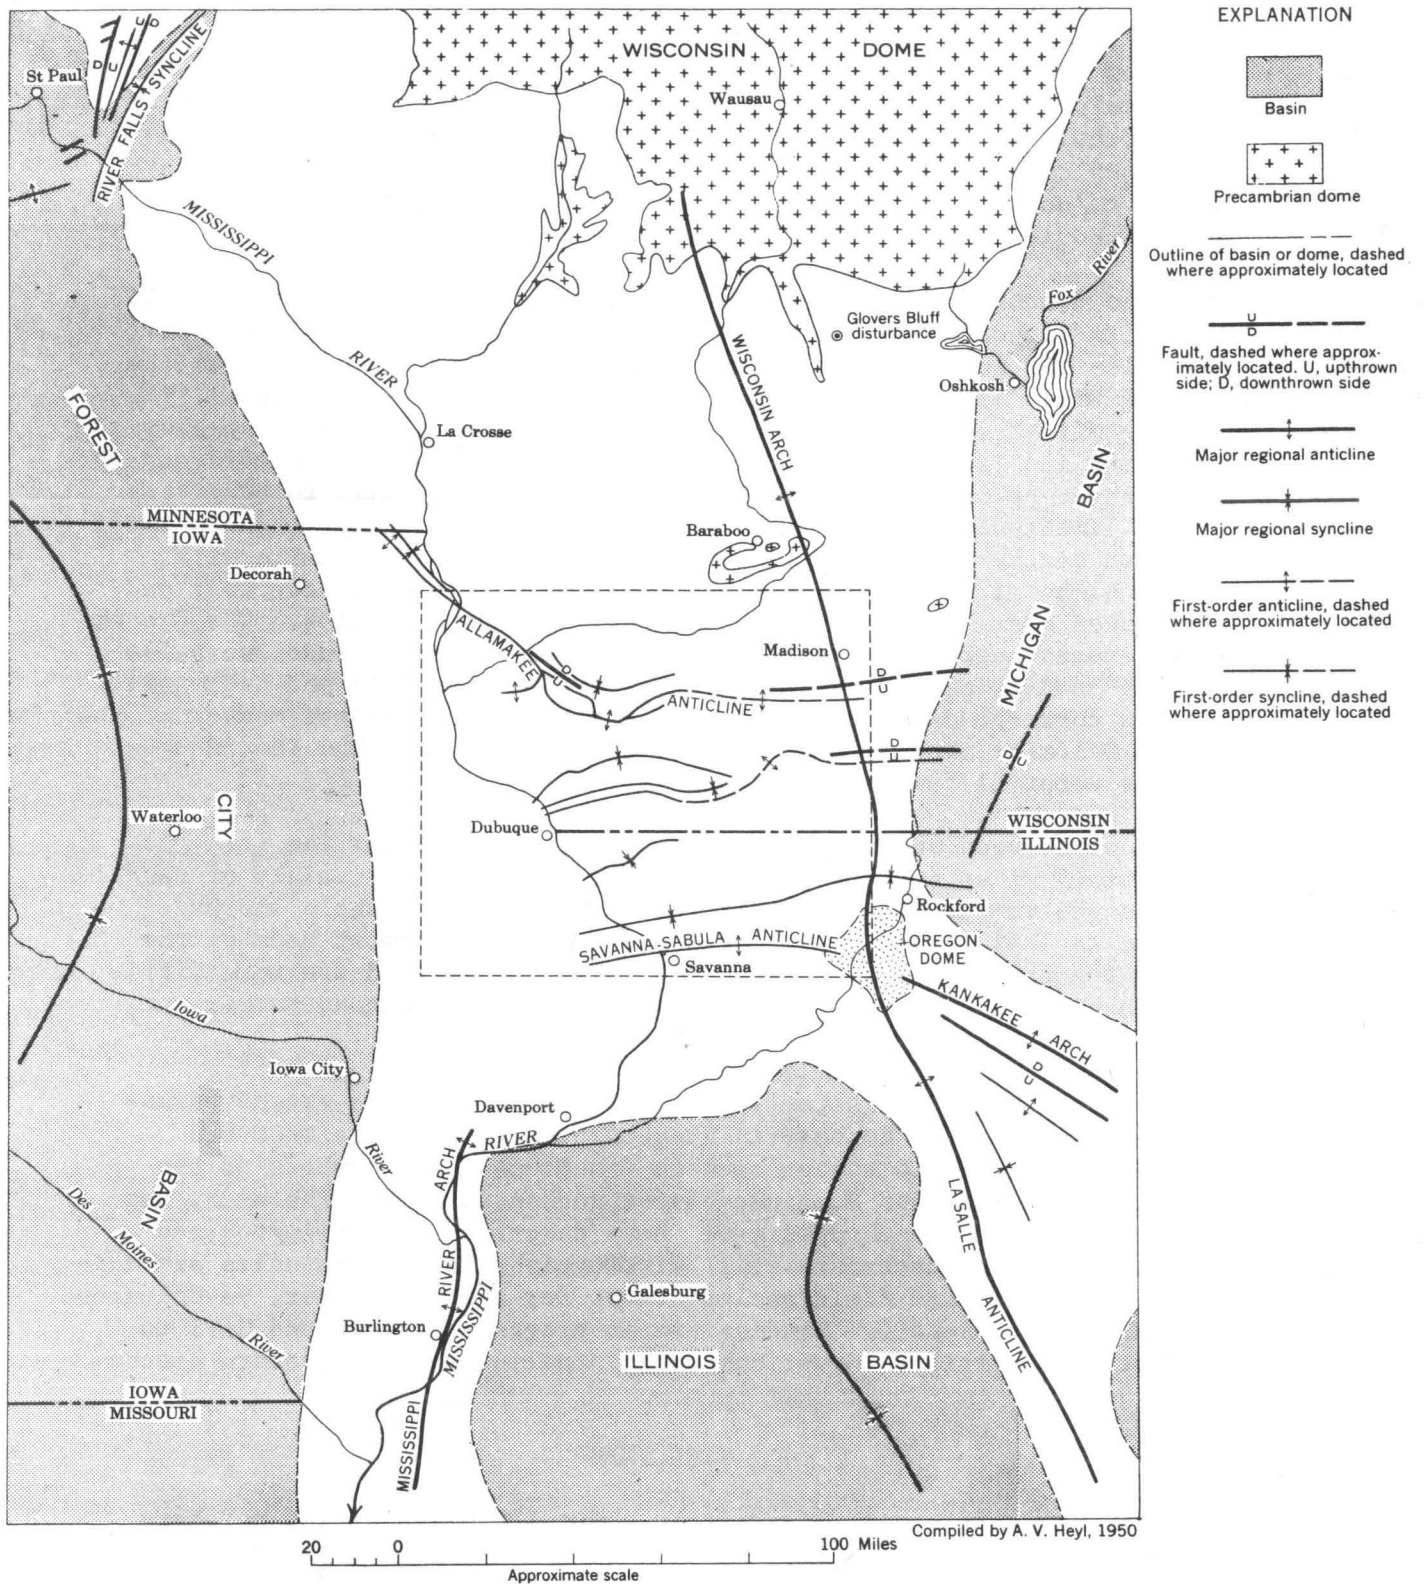 EXPLANATION
Basin
Precambrian dome
Outline of basin or dome, dashed
where approximately located
U
D
Fault, dashed where approx-
imately located. U, upthrown
side; D, downthrown side
Major regional anticline
Major regional syncline
First-order anticline, dashed
where approximately located
First-order syncline, dashed
where approximately located
WISCONSIN DOME
Wausau
St Paul
D
U
U
D
RIVER FALLS SYNCLINE
MISSISSIPPI
RIVER
Fox River
Glovers Bluff
disturbance
Oshkosh
WISCONSIN ARCH
La Crosse
FOREST
CITY
BASIN
MICHIGAN
BASIN
MINNESOTA
IOWA
Baraboo
Decorah
ALLAMAKEE
ANTICLINE
D
U
Madison
D
U
D
U
D
U
Waterloo
Dubuque
WISCONSIN
ILLINOIS
Rockford
SAVANNA-SABULA ANTICLINE
Savanna
OREGON
DOME
KANKAKEE ARCH
D
U
Iowa
River
Iowa City
Davenport
RIVER
MISSISSIPPI RIVER ARCH
MISSISSIPPI
LA SALLE
ANTICLINE
Des
Moines
River
Galesburg
Burlington
ILLINOIS BASIN
IOWA
MISSOURI
Compiled by A. V. Heyl, 1950
20 0 100 Miles
Approximate scale